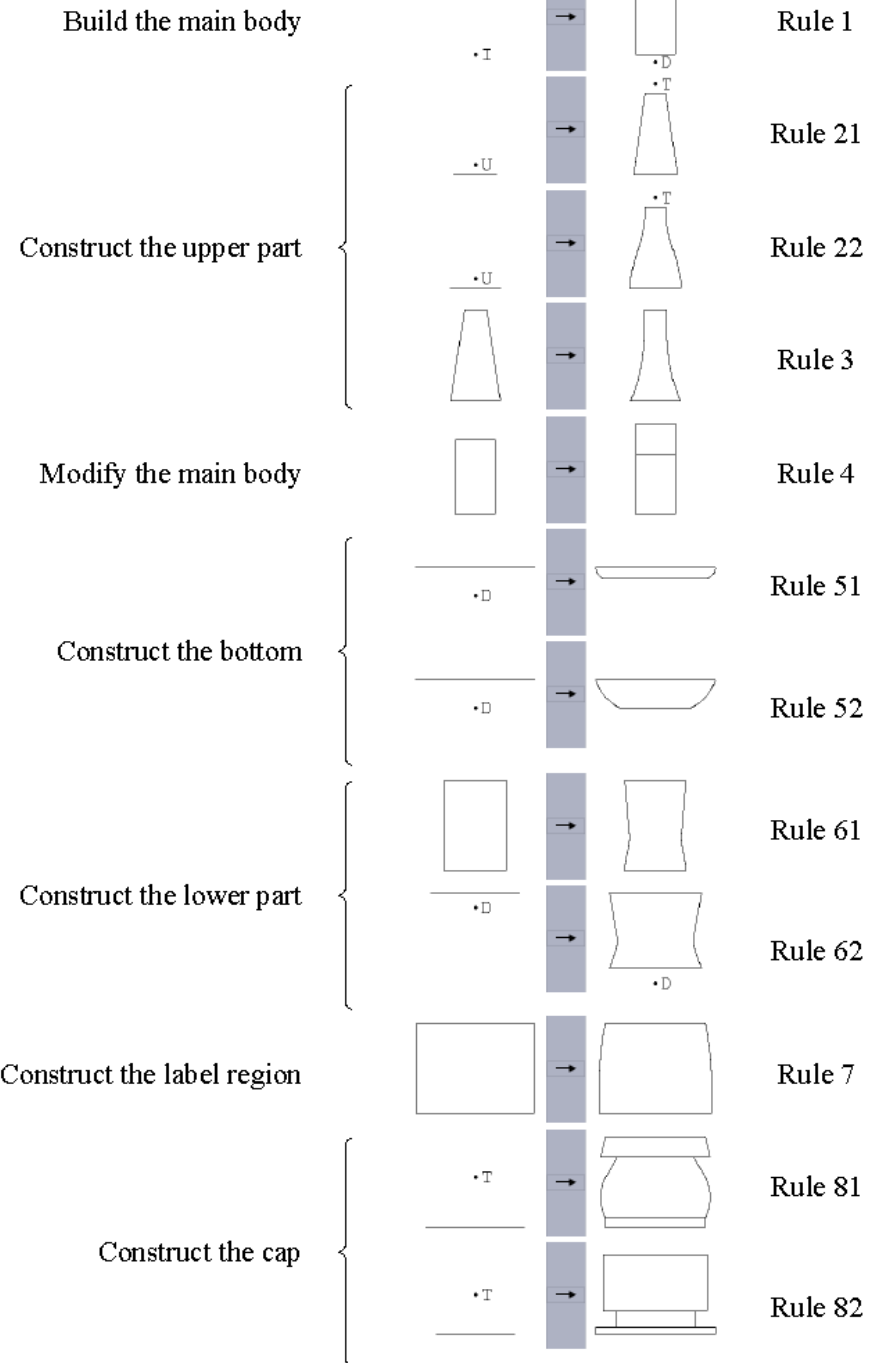 Build the main body
I
D
Rule 1
T
U
Rule 21
Construct the upper part
T
U
Rule 22
Rule 3
Modify the main body
Rule 4
D
Rule 51
Construct the bottom
D
Rule 52
Rule 61
Construct the lower part
D
D
Rule 62
Construct the label region
Rule 7
T
Rule 81
Construct the cap
T
Rule 82